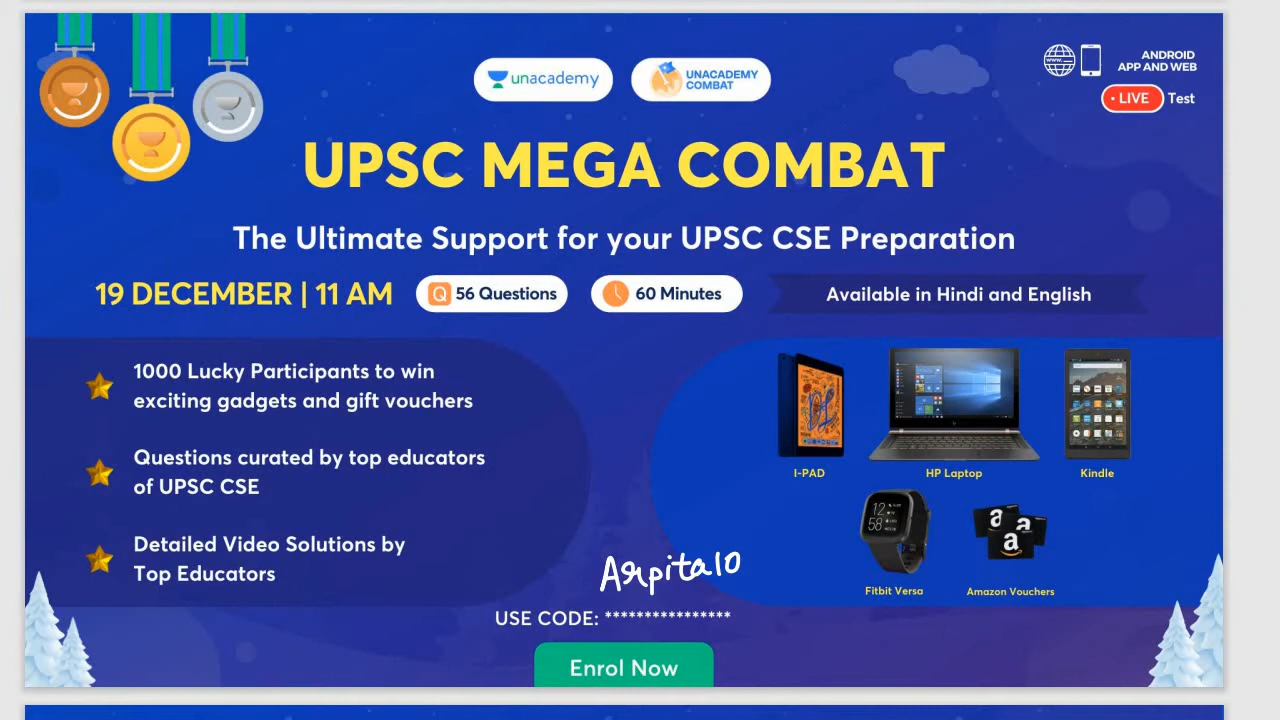 unacademy
UNACADEMY
COMBAT
www.
ANDROID
APP AND WEB
• LIVE Test
UPSC MEGA COMBAT
The Ultimate Support for your UPSC CSE Preparation
19 DECEMBER | 11 AM
Q 56 Questions
60 Minutes
Available in Hindi and English
1000 Lucky Participants to win
exciting gadgets and gift vouchers
Questions curated by top educators
of UPSC CSE
Detailed Video Solutions by
Top Educators
I-PAD
HP Laptop
Kindle
12
58
a
a
a
Fitbit Versa
Amazon Vouchers
Arpita10
USE CODE: ****************
Enrol Now